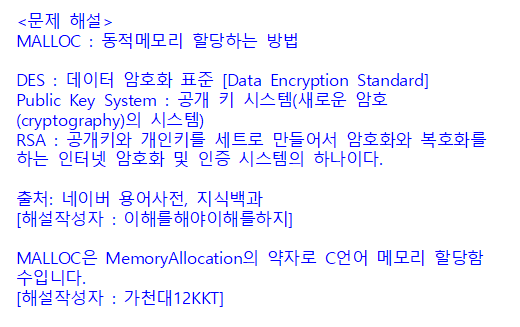 <문제 해설>
MALLOC : 동적메모리 할당하는 방법
DES : 데이터 암호화 표준 [Data Encryption Standard]
Public Key System : 공개 키 시스템(새로운 암호
(cryptography)의 시스템)
RSA : 공개키와 개인키를 세트로 만들어서 암호화와 복호화를
하는 인터넷 암호화 및 인증 시스템의 하나이다.
출처: 네이버 용어사전, 지식백과
[해설작성자 : 이해를해야이해를하지]
MALLOC은 MemoryAllocation의 약자로 C언어 메모리 할당함
수입니다.
[해설작성자 : 가천대12KKT]